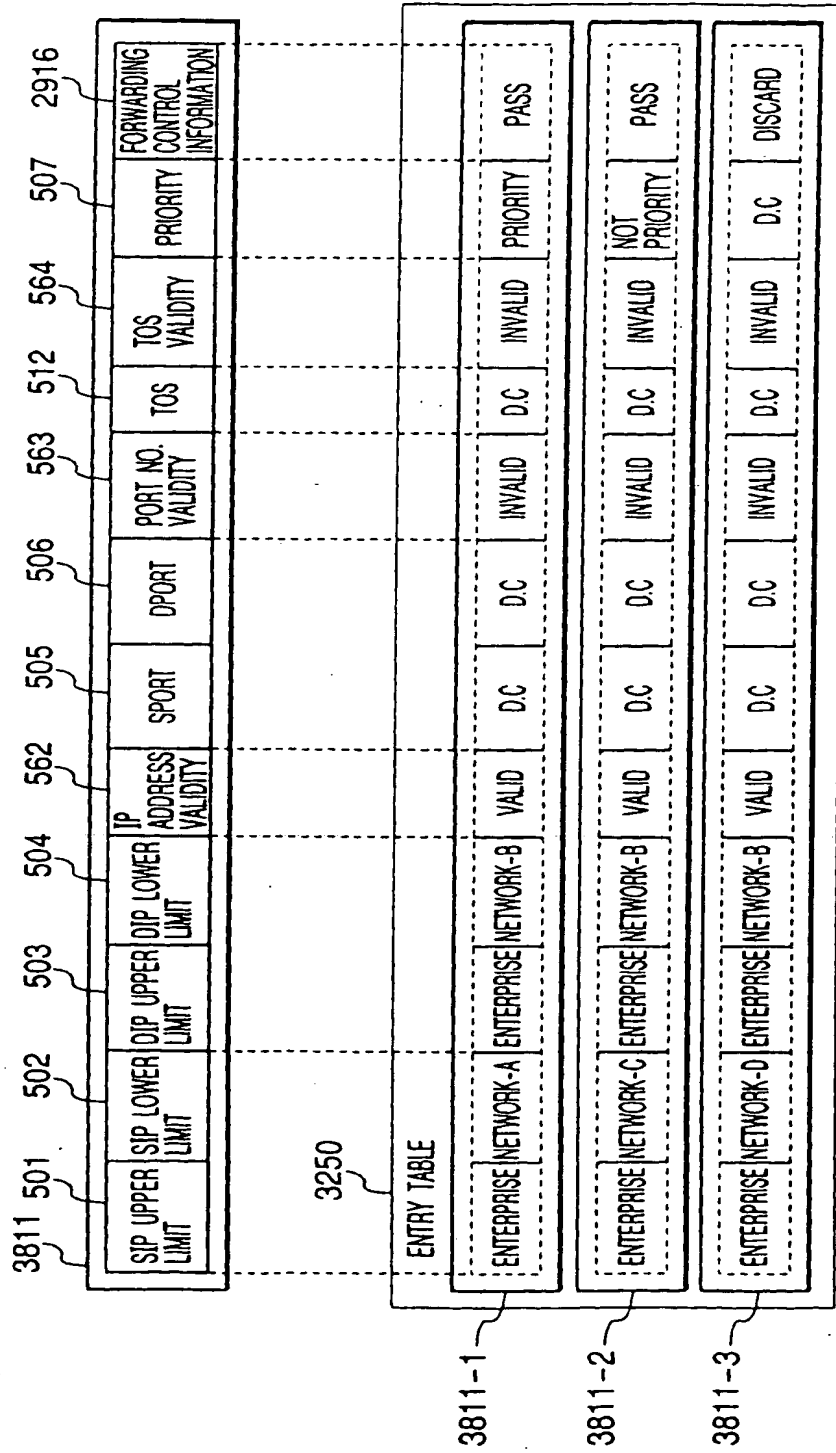 3811
501
502
503
504
562
505
506
563
512
564
507
2916
SIP UPPER
LIMIT
SIP LOWER
LIMIT
DIP UPPER
LIMIT
DIP LOWER
LIMIT
IP
ADDRESS
VALIDITY
SPORT
DPORT
PORT NO.
VALIDITY
TOS
TOS
VALIDITY
PRIORITY
FORWARDING
CONTROL
INFORMATION
3250
ENTRY TABLE
3811-1
ENTERPRISE NETWORK-A ENTERPRISE NETWORK-B VALID D.C D.C INVALID D.C INVALID PRIORITY PASS
3811-2
ENTERPRISE NETWORK-C ENTERPRISE NETWORK-B VALID D.C D.C INVALID D.C INVALID NOT
PRIORITY PASS
3811-3
ENTERPRISE NETWORK-D ENTERPRISE NETWORK-B VALID D.C D.C INVALID D.C INVALID D.C DISCARD